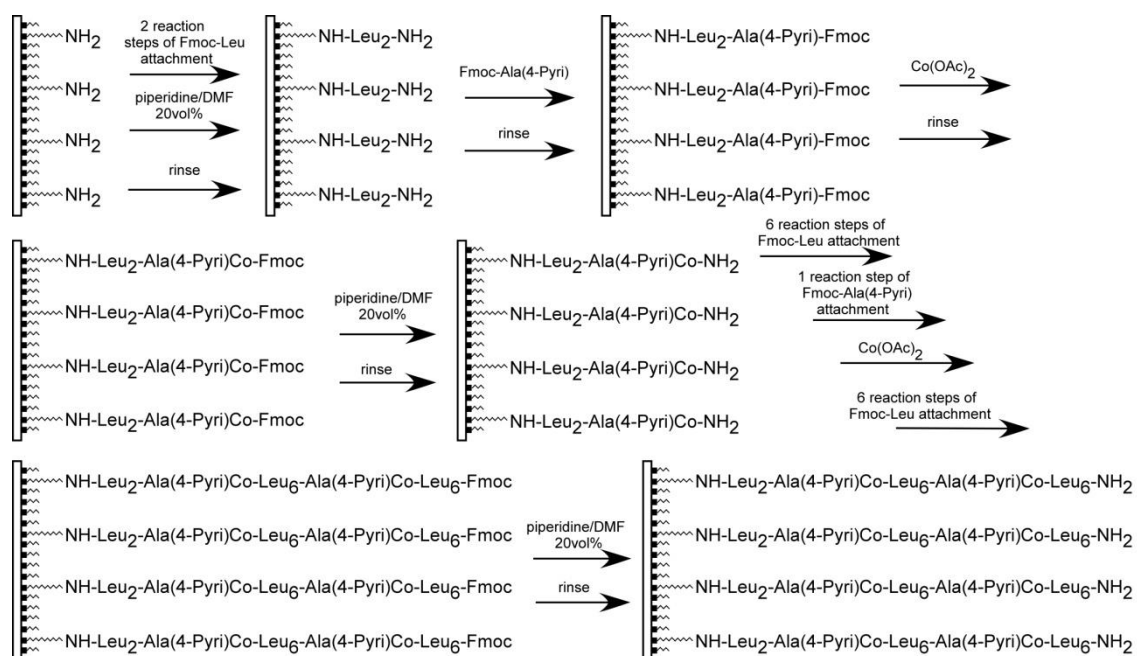 NH2
NH2
NH2
NH2
2 reaction
steps of Fmoc-Leu
attachment
piperidine/DMF
20vol%
rinse
NH-Leu2-NH2
NH-Leu2-NH2
NH-Leu2-NH2
NH-Leu2-NH2
Fmoc-Ala(4-Pyri)
rinse
NH-Leu2-Ala(4-Pyri)-Fmoc
NH-Leu2-Ala(4-Pyri)-Fmoc
NH-Leu2-Ala(4-Pyri)-Fmoc
NH-Leu2-Ala(4-Pyri)-Fmoc
Co(OAc)2
rinse
NH-Leu2-Ala(4-Pyri)Co-Fmoc
NH-Leu2-Ala(4-Pyri)Co-Fmoc
NH-Leu2-Ala(4-Pyri)Co-Fmoc
NH-Leu2-Ala(4-Pyri)Co-Fmoc
piperidine/DMF
20vol%
rinse
NH-Leu2-Ala(4-Pyri)Co-NH2
NH-Leu2-Ala(4-Pyri)Co-NH2
NH-Leu2-Ala(4-Pyri)Co-NH2
NH-Leu2-Ala(4-Pyri)Co-NH2
6 reaction steps of
Fmoc-Leu attachment
1 reaction step of
Fmoc-Ala(4-Pyri)
attachment
Co(OAc)2
6 reaction steps of
Fmoc-Leu attachment
NH-Leu2-Ala(4-Pyri)Co-Leu6-Ala(4-Pyri)Co-Leu6-Fmoc
NH-Leu2-Ala(4-Pyri)Co-Leu6-Ala(4-Pyri)Co-Leu6-Fmoc
NH-Leu2-Ala(4-Pyri)Co-Leu6-Ala(4-Pyri)Co-Leu6-Fmoc
NH-Leu2-Ala(4-Pyri)Co-Leu6-Ala(4-Pyri)Co-Leu6-Fmoc
piperidine/DMF
20vol%
rinse
NH-Leu2-Ala(4-Pyri)Co-Leu6-Ala(4-Pyri)Co-Leu6-NH2
NH-Leu2-Ala(4-Pyri)Co-Leu6-Ala(4-Pyri)Co-Leu6-NH2
NH-Leu2-Ala(4-Pyri)Co-Leu6-Ala(4-Pyri)Co-Leu6-NH2
NH-Leu2-Ala(4-Pyri)Co-Leu6-Ala(4-Pyri)Co-Leu6-NH2